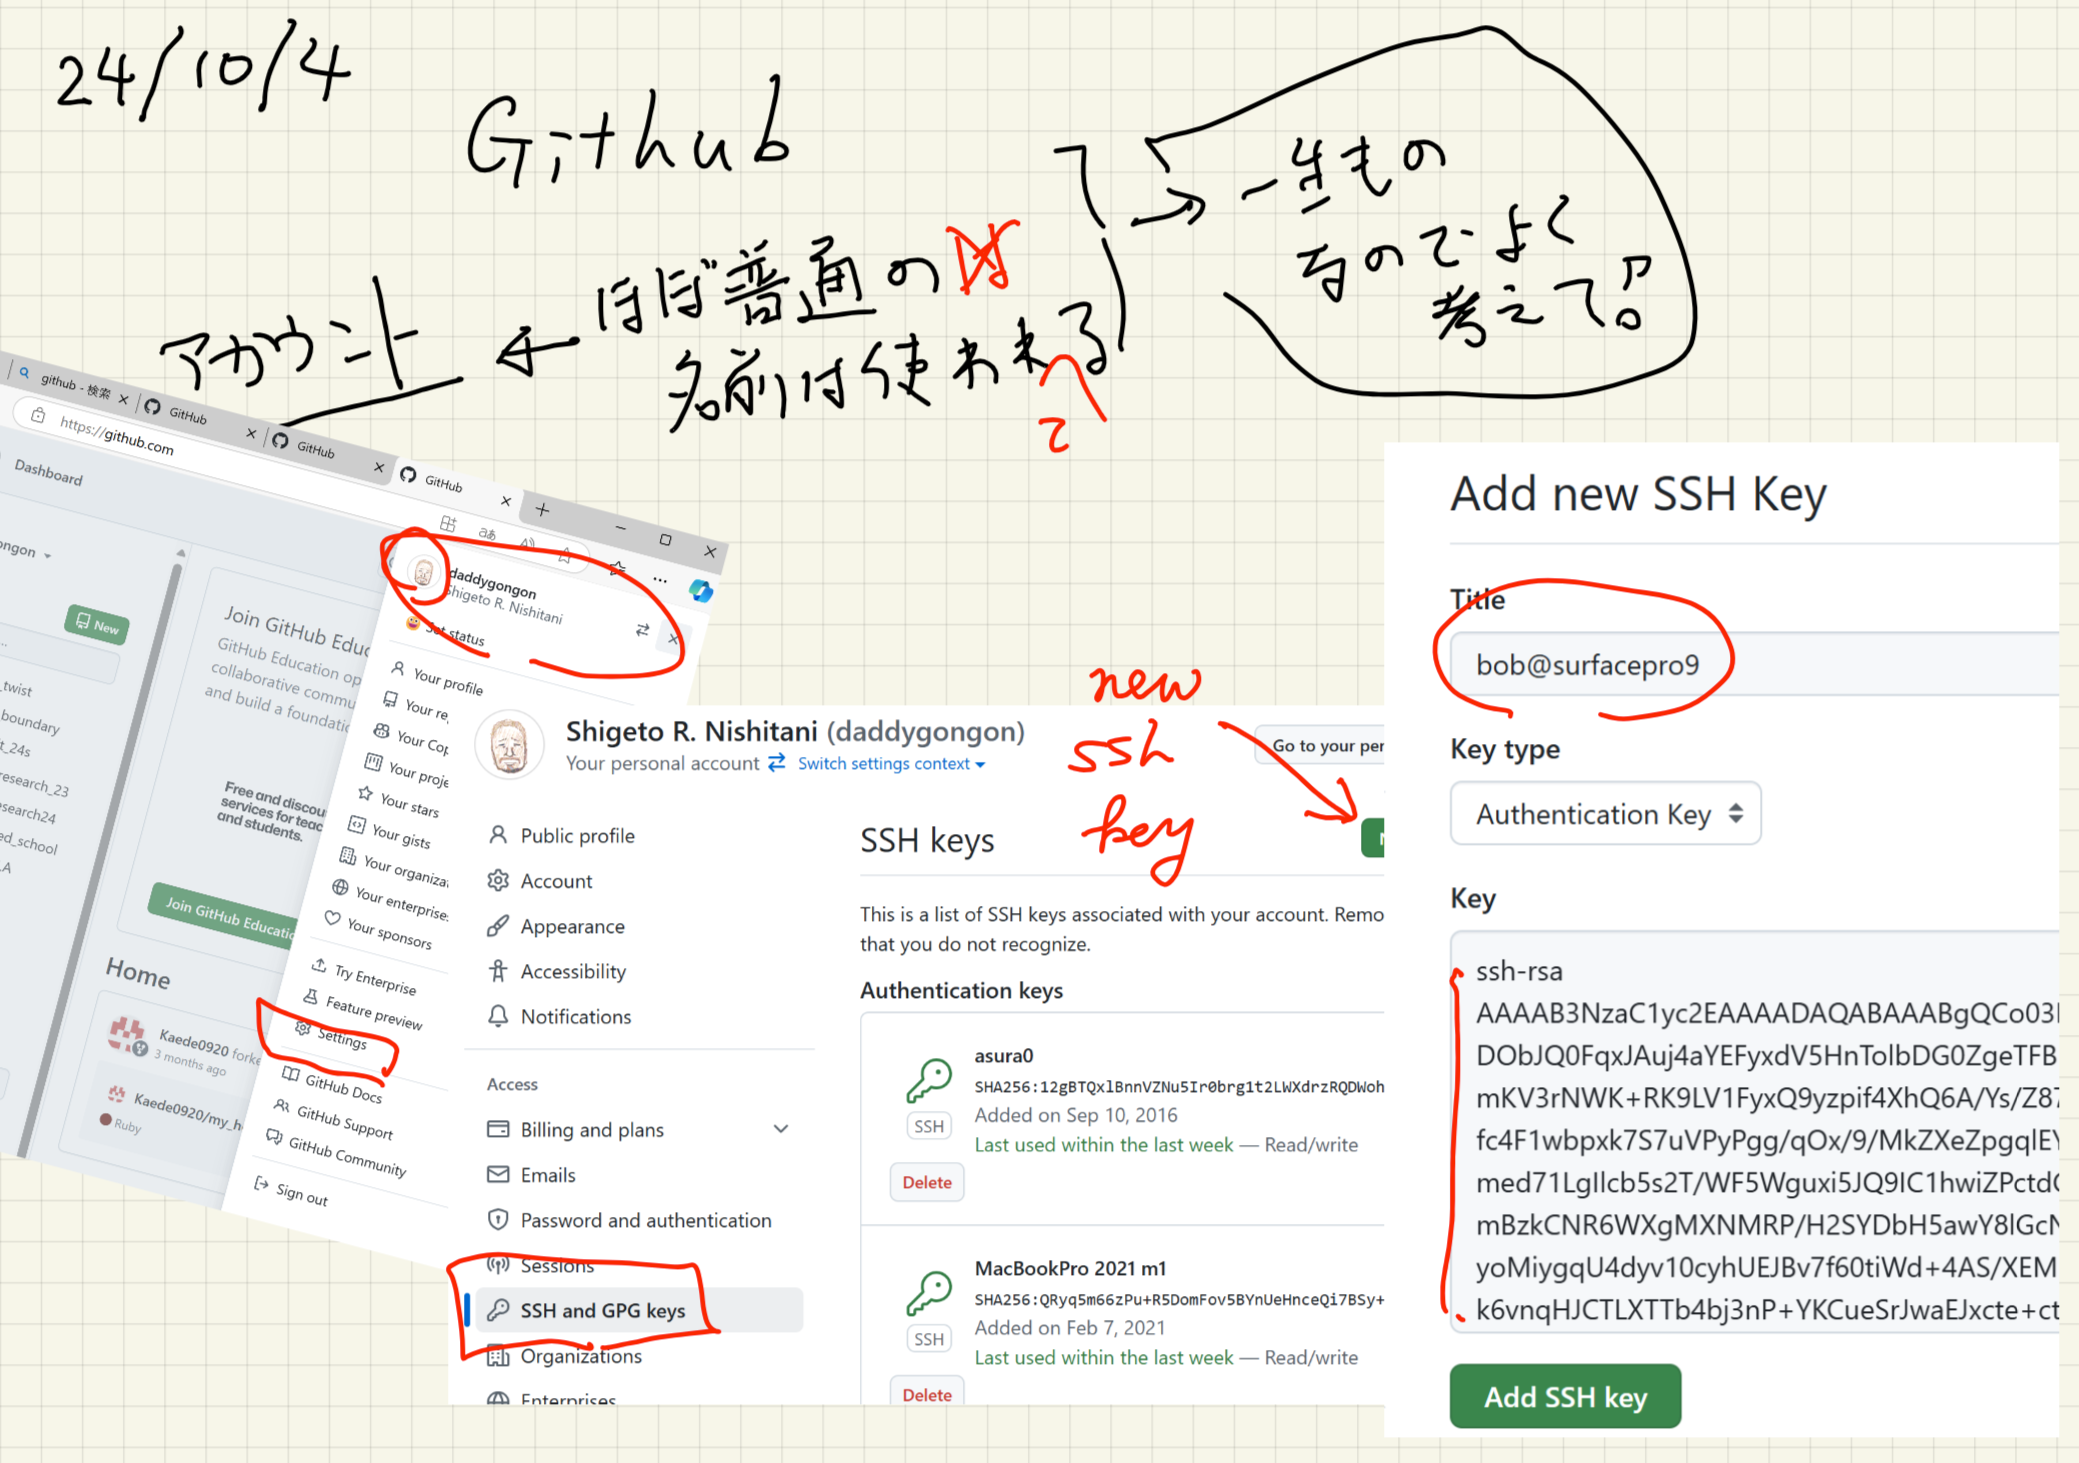 24/10/4
Github
一生もの
なのでよく
考えて。
アカウント
ほぼ普通の
名前は使われる
て
github - 検索
GitHub
GitHub
GitHub
https://github.com
Dashboard
ongon
New
_twist
boundary
t_24s
research_23
search24
ed_school
A
Join GitHub Edu
GitHub Education op
collaborative commu
and build a foundatic
Free and discou
services for teac
and students.
Join GitHub Educatio
Home
Kaede0920 forke
3 months ago
Kaede0920/my_h
Ruby
daddygongon
Shigeto R. Nishitani
Set status
Your profile
Your re
Your Cop
Your proje
Your stars
Your gists
Your organiza
Your enterprise
Your sponsors
Try Enterprise
Feature preview
Settings
GitHub Docs
GitHub Support
GitHub Community
Sign out
Shigeto R. Nishitani (daddygongon)
Your personal account Switch settings context
Go to your per
Public profile
Account
Appearance
Accessibility
Notifications
Access
Billing and plans
Emails
Password and authentication
Sessions
SSH and GPG keys
Organizations
Enterprises
new
ssh
key
SSH keys
N
This is a list of SSH keys associated with your account. Remo
that you do not recognize.
Authentication keys
asura0
SHA256:12gBTQxlBnnVZNu5Ir0brg1t2LWXdrzRQDWoh
Added on Sep 10, 2016
SSH
Last used within the last week — Read/write
Delete
MacBookPro 2021 m1
SHA256:QRyq5m66zPu+R5DomFov5BYnUeHnceQi7BSy+
Added on Feb 7, 2021
SSH
Last used within the last week — Read/write
Delete
Add new SSH Key
Title
bob@surfacepro9
Key type
Authentication Key
Key
ssh-rsa
AAAAB3NzaC1yc2EAAAADAQABAAABgQCo03
DObJQ0FqxJAuj4aYEFyxdV5HnTolbDG0ZgeTFB
mKV3rNWK+RK9LV1FyxQ9yzpif4XhQ6A/Ys/Z87
fc4F1wbpxk7S7uVPyPgg/qOx/9/MkZXeZpgqlEY
med71Lgllcb5s2T/WF5Wguxi5JQ9IC1hwiZPctd
mBzkCNR6WXgMXNMRP/H2SYDbH5awY8lGcN
yoMiygqU4dyv10cyhUEJBv7f60tiWd+4AS/XEM
k6vnqHJCTLXTTb4bj3nP+YKCueSrJwaEJxcte+ct
Add SSH key